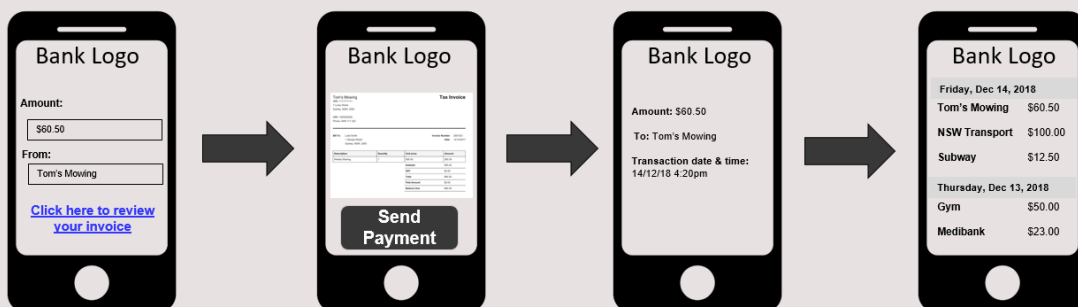 Bank Logo
Amount:
$60.50
From:
Tom's Mowing
Click here to review
your invoice
Bank Logo
Tom's Mowing
Tax Invoice
Send
Payment
Bank Logo
Amount: $60.50
To: Tom's Mowing
Transaction date & time:
14/12/18 4:20pm
Bank Logo
Friday, Dec 14, 2018
Tom's Mowing $60.50
NSW Transport $100.00
Subway $12.50
Thursday, Dec 13, 2018
Gym $50.00
Medibank $23.00